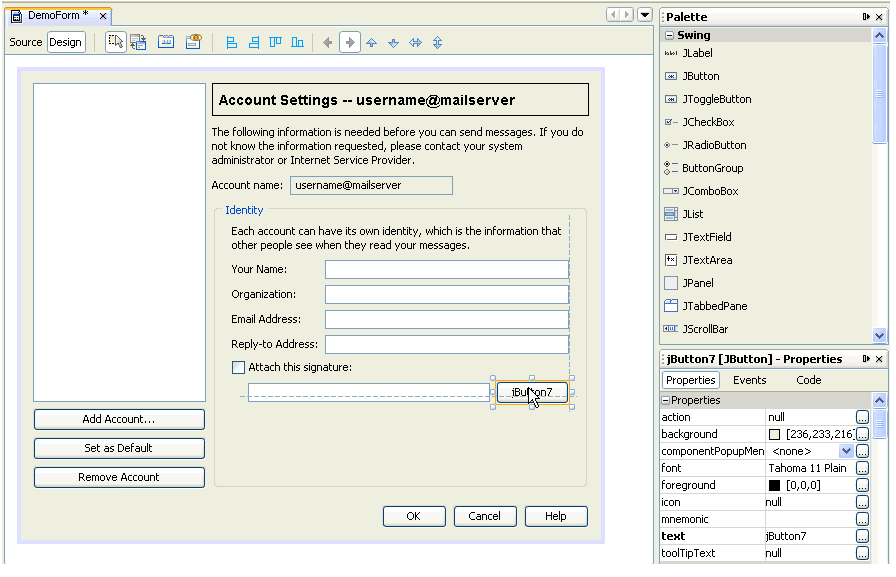 DemoForm *
Source Design
Account Settings -- username@mailserver
The following information is needed before you can send messages. If you do
not know the information requested, please contact your system
administrator or Internet Service Provider.
Account name: username@mailserver
Identity
Each account can have its own identity, which is the information that
other people see when they read your messages.
Your Name:
Organization:
Email Address:
Reply-to Address:
Attach this signature:
jButton7
Add Account...
Set as Default
Remove Account
OK Cancel Help
Palette
Swing
JLabel
JButton
JToggleButton
JCheckBox
JRadioButton
ButtonGroup
JComboBox
JList
JTextField
JTextArea
JPanel
JTabbedPane
JScrollBar
jButton7 [JButton] - Properties
Properties Events Code
Properties
action null ...
background [236,233,216] ...
componentPopupMen <none> ...
font Tahoma 11 Plain ...
foreground [0,0,0] ...
icon null ...
mnemonic ...
text jButton7 ...
toolTipText null ...